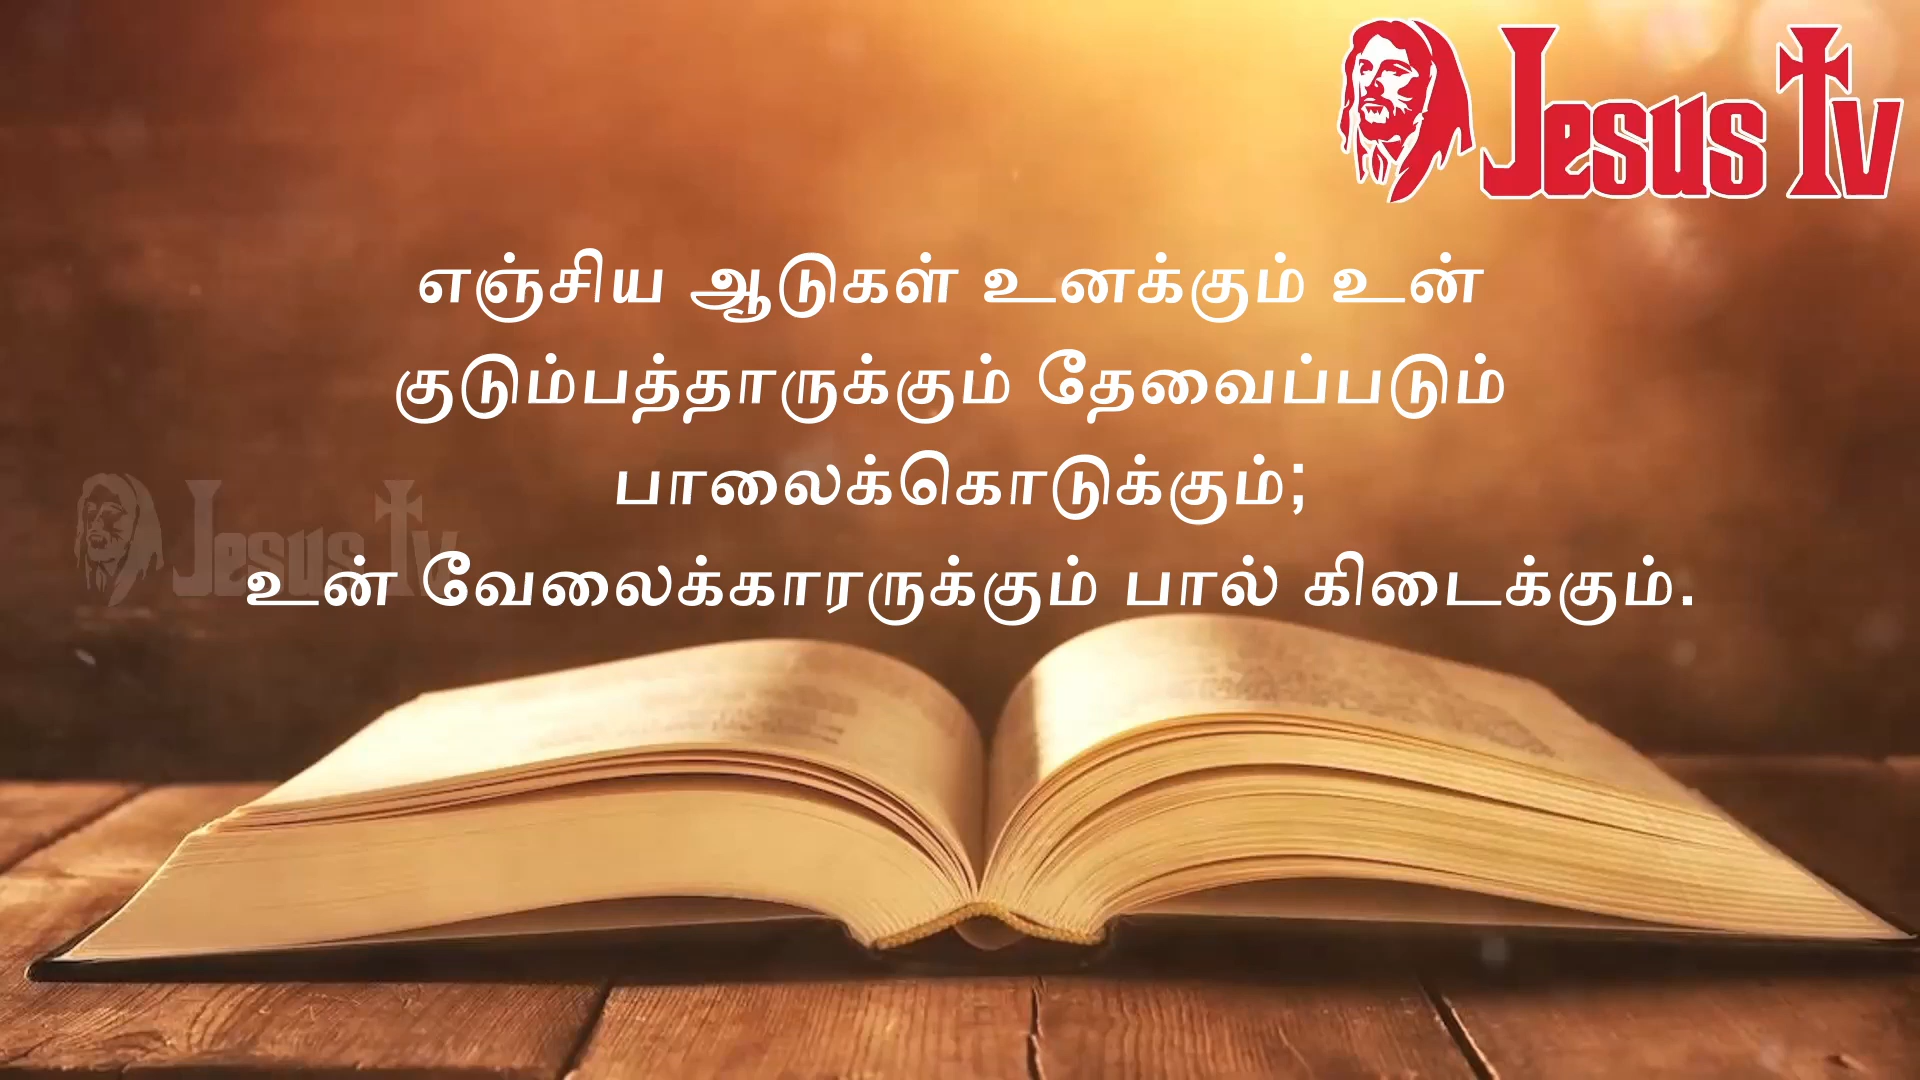 Jesus Tv
எஞ்சிய ஆடுகள் உனக்கும் உன்
குடும்பத்தாருக்கும் தேவைப்படும்
பாலைக்கொடுக்கும்;
Jesus Tv
உன் வேலைக்காரருக்கும் பால் கிடைக்கும்.